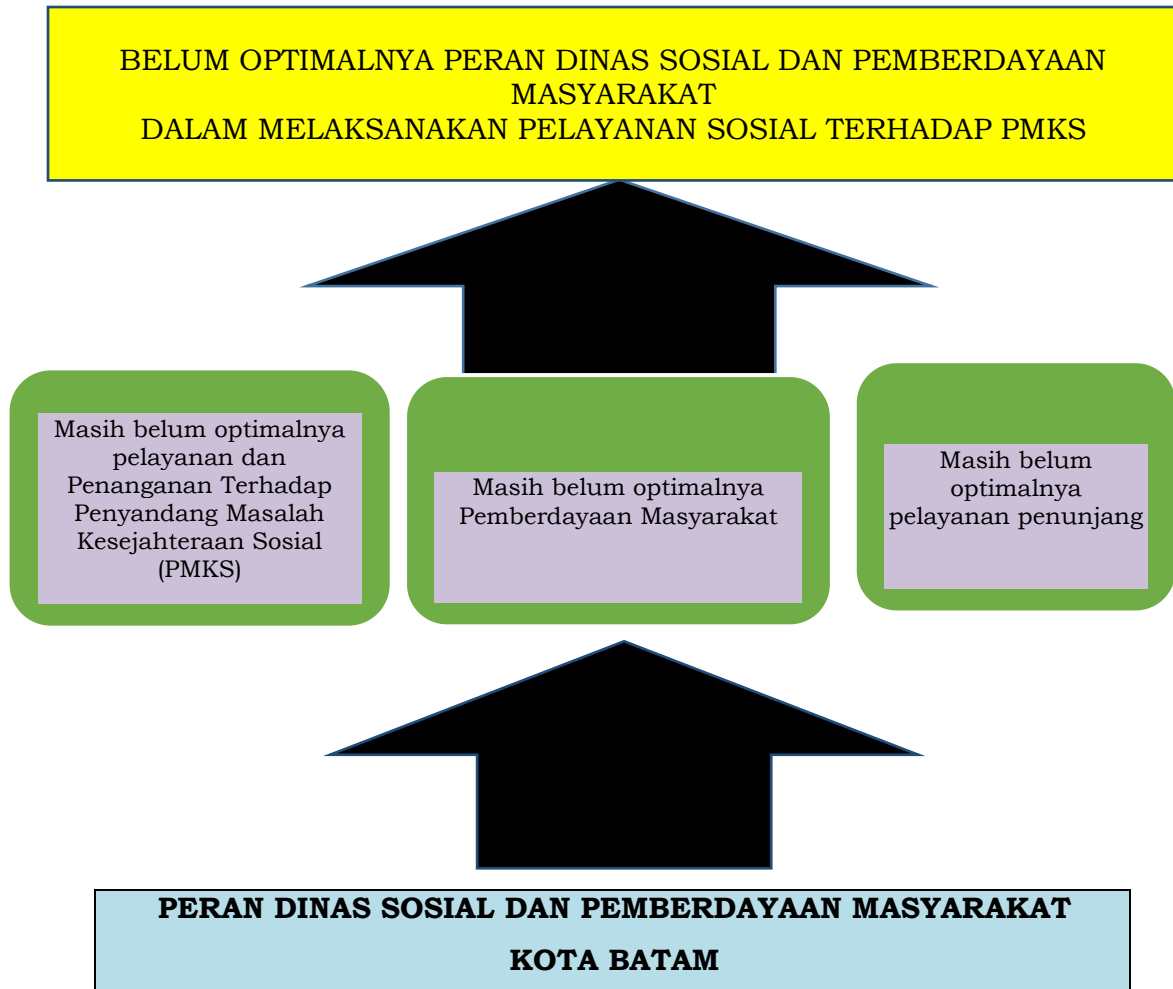 BELUM OPTIMALNYA PERAN DINAS SOSIAL DAN PEMBERDAYAAN
MASYARAKAT
DALAM MELAKSANAKAN PELAYANAN SOSIAL TERHADAP PMKS
Masih belum optimalnya
pelayanan dan
Penanganan Terhadap
Penyandang Masalah
Kesejahteraan Sosial
(PMKS)
Masih belum optimalnya
Pemberdayaan Masyarakat
Masih belum
optimalnya
pelayanan penunjang
PERAN DINAS SOSIAL DAN PEMBERDAYAAN MASYARAKAT
KOTA BATAM